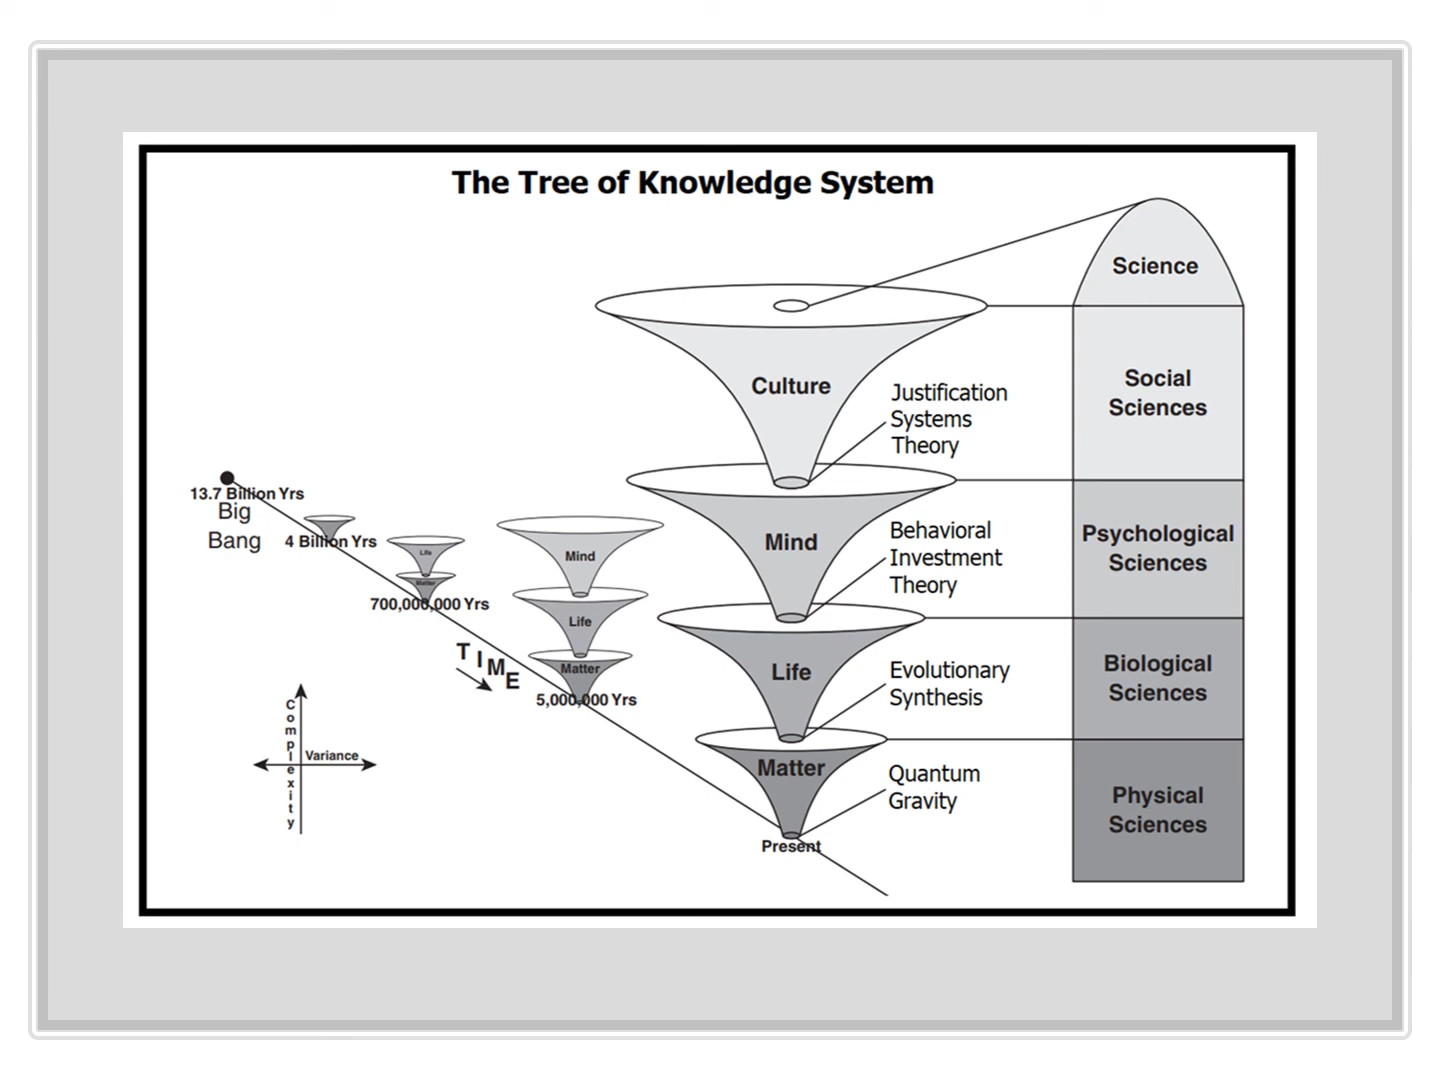 The Tree of Knowledge System
Science
Culture
Justification
Systems
Theory
Social
Sciences
13.7 Billion Yrs
Big
Bang
4 Billion Yrs
Life
Matter
700,000,000 Yrs
Mind
Life
Matter
5,000,000 Yrs
TIME
Mind
Behavioral
Investment
Theory
Psychological
Sciences
Life
Evolutionary
Synthesis
Biological
Sciences
Matter
Quantum
Gravity
Physical
Sciences
Present
Complexity
Variance